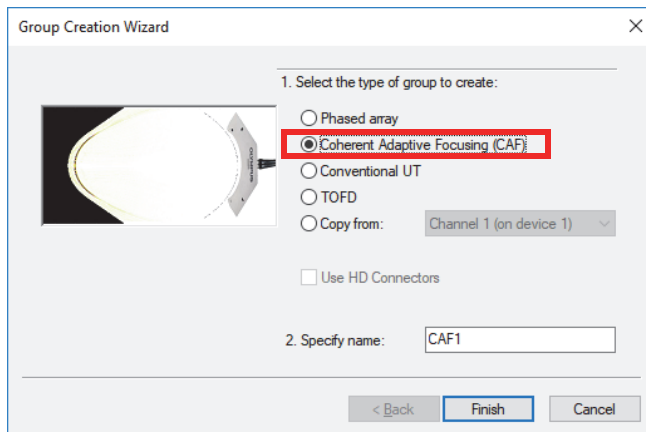 Group Creation Wizard
1. Select the type of group to create:
Phased array
Coherent Adaptive Focusing (CAF)
Conventional UT
TOFD
Copy from: Channel 1 (on device 1)
Use HD Connectors
2. Specify name: CAF1
< Back Finish Cancel
OLYMPUS